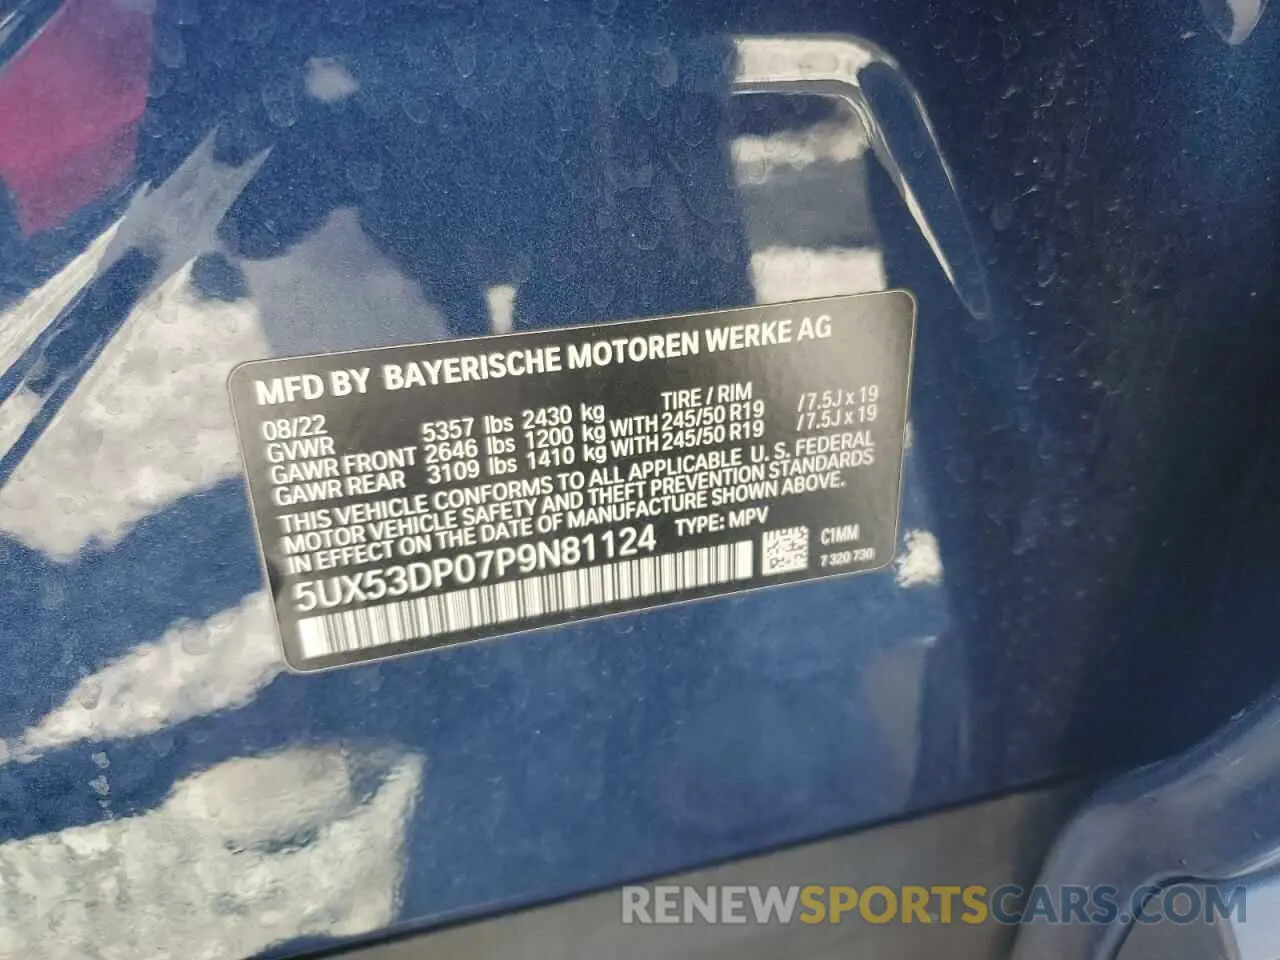 MFD BY BAYERISCHE MOTOREN WERKE AG
08/22 TIRE / RIM
GVWR 5357 lbs 2430 kg
GAWR FRONT 2646 lbs 1200 kg WITH 245/50 R19 /7.5J x 19
GAWR REAR 3109 lbs 1410 kg WITH 245/50 R19 /7.5J x 19
THIS VEHICLE CONFORMS TO ALL APPLICABLE U. S. FEDERAL
MOTOR VEHICLE SAFETY AND THEFT PREVENTION STANDARDS
IN EFFECT ON THE DATE OF MANUFACTURE SHOWN ABOVE.
5UX53DP07P9N81124 TYPE: MPV
C1MM
7 320 730
RENEWSPORTSCARS.COM